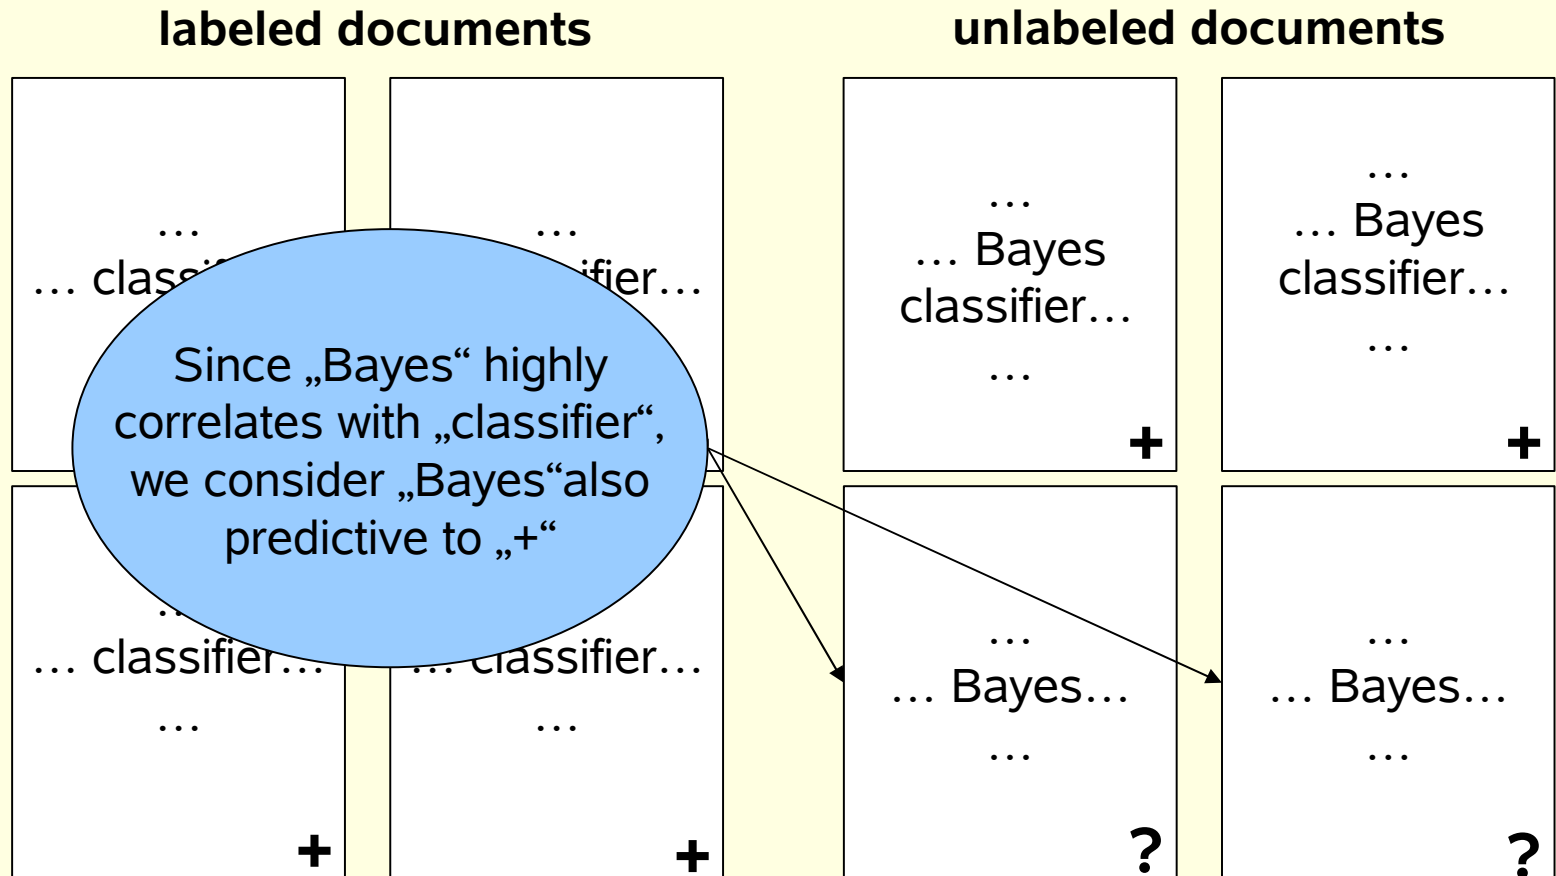 labeled documents
unlabeled documents
…
…
… 
…ifier…
Since „Bayes“ highly
correlates with „classifier“,
we consider „Bayes“also
predictive to „+“
… classifier…
…
+
… classifier…
…
+
…
… Bayes
classifier…
…
+
…
… Bayes
classifier…
…
+
…
… Bayes…
…
?
…
… Bayes…
…
?